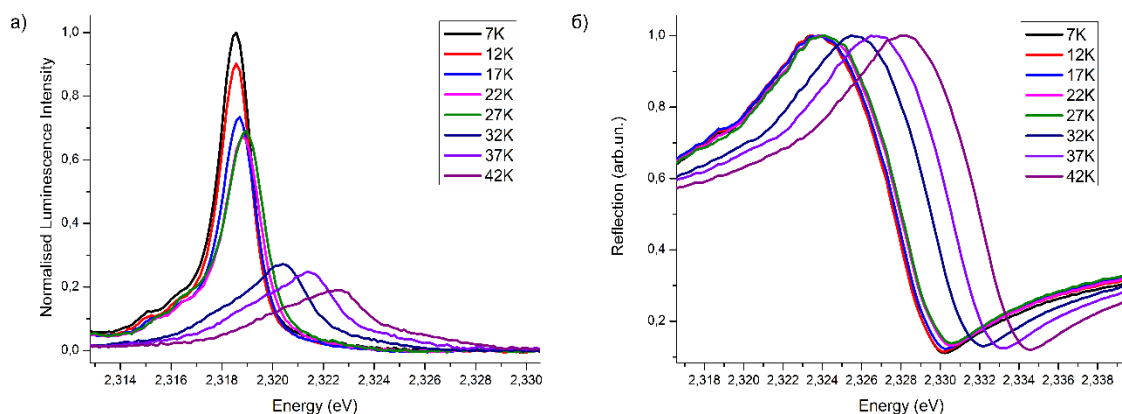 а)
Normalised Luminescence Intensity
1,0
0,8
0,6
0,4
0,2
0,0
7K
12K
17K
22K
27K
32K
37K
42K
2,314 2,316 2,318 2,320 2,322 2,324 2,326 2,328 2,330
Energy (eV)
б)
Reflection (arb.un.)
1,0
0,8
0,6
0,4
0,2
7K
12K
17K
22K
27K
32K
37K
42K
2,318 2,320 2,322 2,324 2,326 2,328 2,330 2,332 2,334 2,336 2,338
Energy (eV)